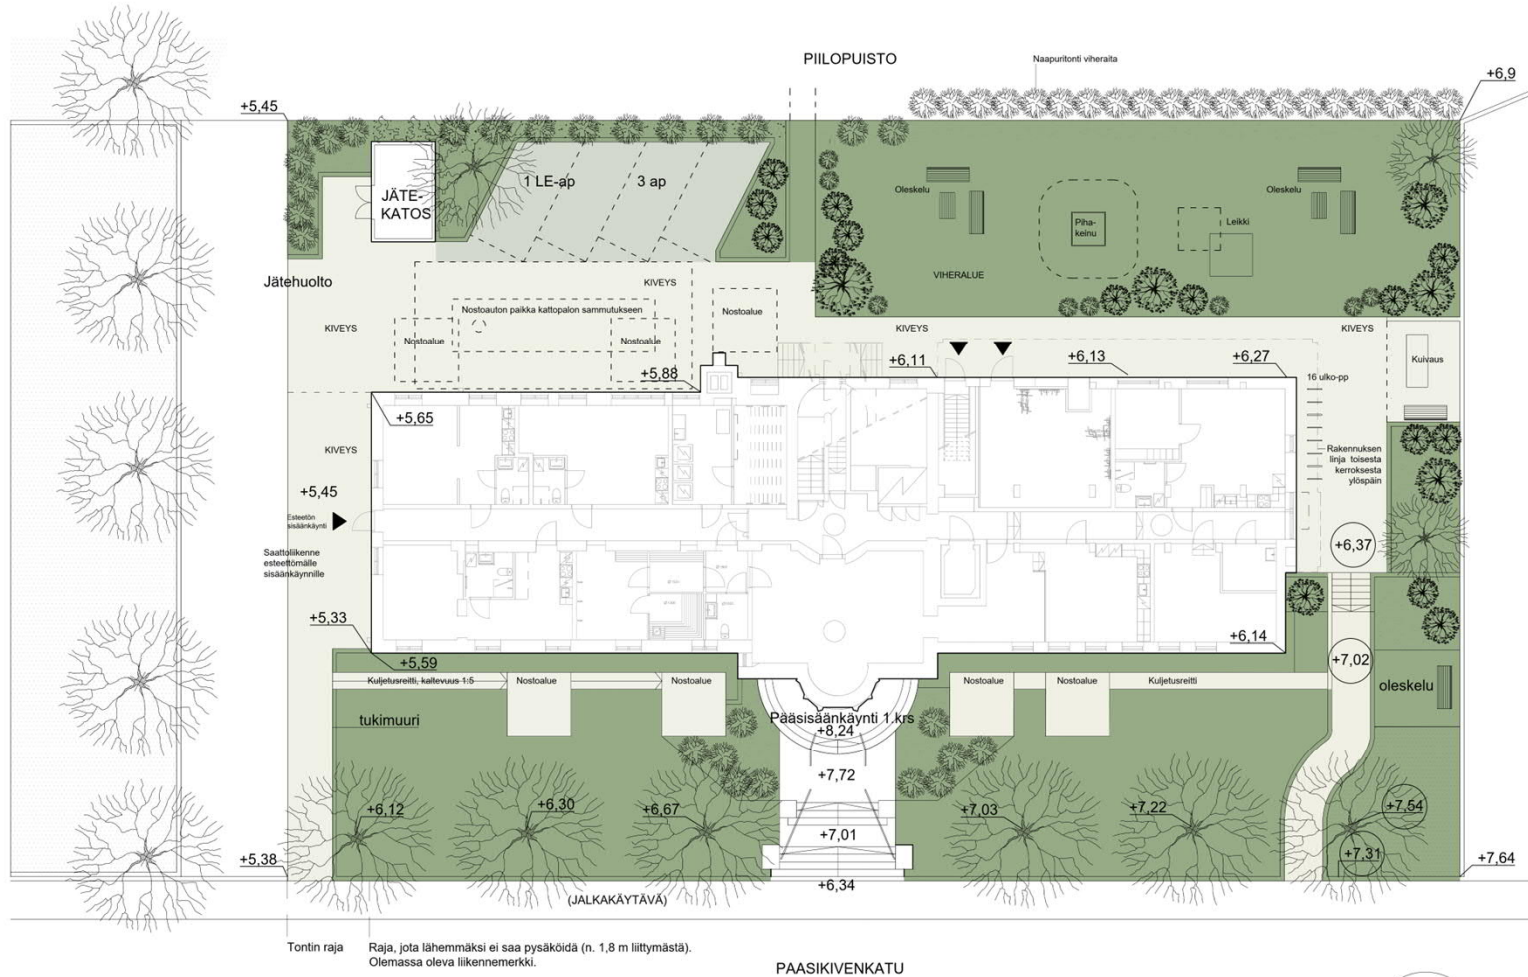 PIILOPUISTO
Naapuritonti viheraita
+6,9
+5,45
1 LE-ap
3 ap
JÄTE-
KATOS
Oleskelu
Oleskelu
Piha-
keinu
Leikki
VIHERALUE
Jätehuolto
KIVEYS
Nostoauton paikka kattopalon sammutukseen
Nostoalue
KIVEYS
Nostoalue
Nostoalue
KIVEYS
KIVEYS
Kuivaus
+5,88
+6,11
+6,13
+6,27
16 ulko-pp
+5,65
KIVEYS
Rakennuksen
linja toisesta
kerroksesta
ylöspäin
+5,45
Esteetön
sisäänkäynti
Saattoliikenne
esteettömälle
sisäänkäynnille
+6,37
+5,33
+5,59
+6,14
+7,02
Kuljetusreitti, kaltevuus 1:5
Nostoalue
Nostoalue
Nostoalue
Nostoalue
Kuljetusreitti
oleskelu
tukimuuri
Pääsisäänkäynti 1.krs
+8,24
+7,72
+6,12
+6,30
+6,67
+7,01
+7,03
+7,22
+7,54
+7,31
+5,38
+6,34
+7,64
(JALKAKÄYTÄVÄ)
Tontin raja
Raja, jota lähemmäksi ei saa pysäköidä (n. 1,8 m liittymästä).
Olemassa oleva liikennemerkki.
PAASIKIVENKATU